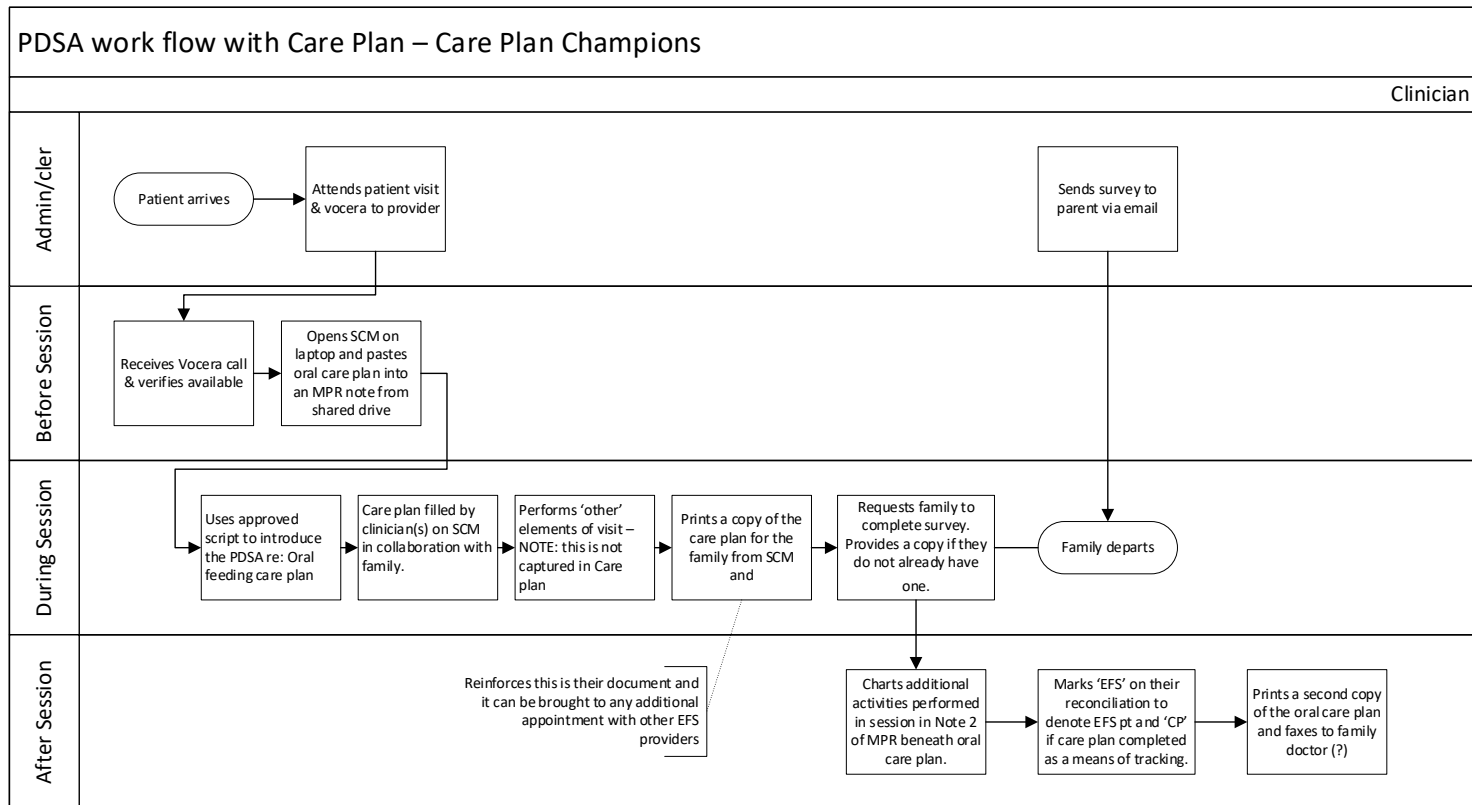 PDSA work flow with Care Plan – Care Plan Champions
Clinician
Admin/cler
Patient arrives
Attends patient visit
& vocera to provider
Sends survey to
parent via email
Before Session
Receives Vocera call
& verifies available
Opens SCM on
laptop and pastes
oral care plan into
an MPR note from
shared drive
During Session
Uses approved
script to introduce
the PDSA re: Oral
feeding care plan
Care plan filled by
clinician(s) on SCM
in collaboration with
family.
Performs ‘other’
elements of visit –
NOTE: this is not
captured in Care
plan
Prints a copy of the
care plan for the
family from SCM
and
Requests family to
complete survey.
Provides a copy if they
do not already have
one.
Family departs
After Session
Reinforces this is their document and
it can be brought to any additional
appointment with other EFS
providers
Charts additional
activities performed
in session in Note 2
of MPR beneath oral
care plan.
Marks ‘EFS’ on their
reconciliation to
denote EFS pt and ‘CP’
if care plan completed
as a means of tracking.
Prints a second copy
of the oral care plan
and faxes to family
doctor (?)